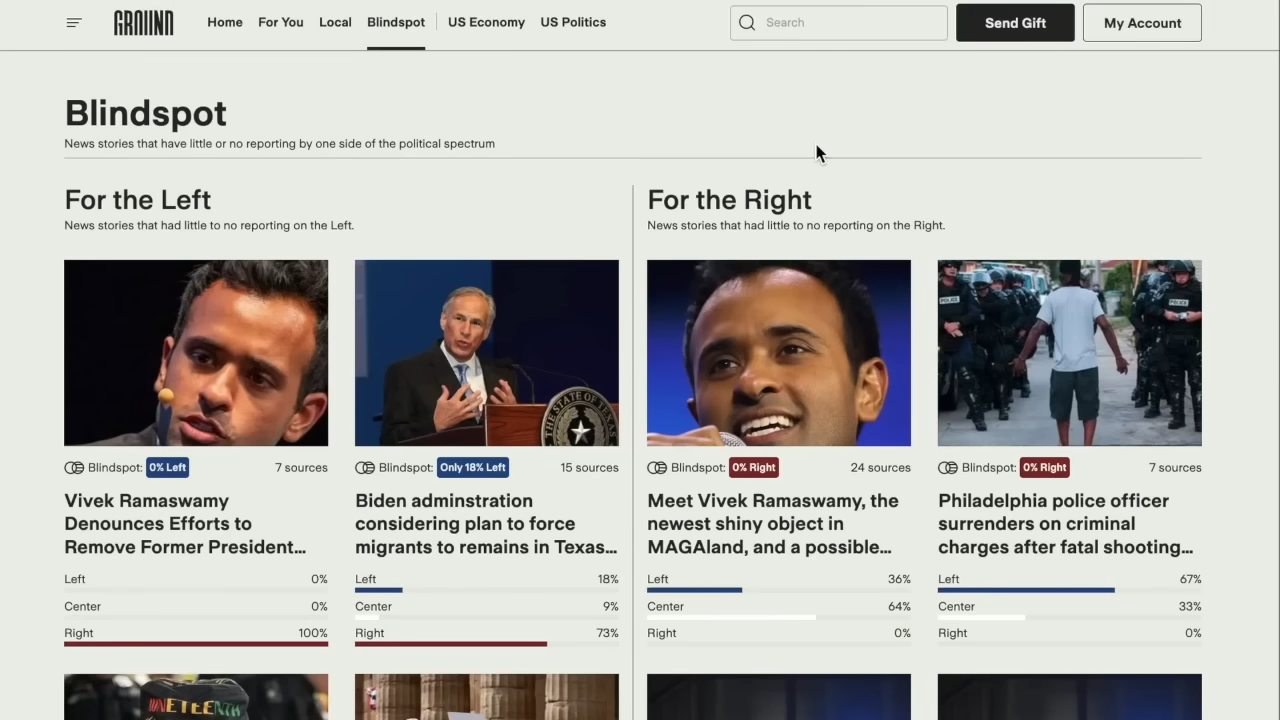 GROUND
Home For You Local Blindspot US Economy US Politics
Search
Send Gift
My Account
Blindspot
News stories that have little or no reporting by one side of the political spectrum
For the Left
News stories that had little to no reporting on the Left.
Blindspot: 0% Left 7 sources
Vivek Ramaswamy
Denounces Efforts to
Remove Former President...
Left 0%
Center 0%
Right 100%
THE STATE OF TEXAS
Blindspot: Only 18% Left 15 sources
Biden adminstration
considering plan to force
migrants to remains in Texas...
Left 18%
Center 9%
Right 73%
For the Right
News stories that had little to no reporting on the Right.
Blindspot: 0% Right 24 sources
Meet Vivek Ramaswamy, the
newest shiny object in
MAGAland, and a possible...
Left 36%
Center 64%
Right 0%
POLICE
POLICE
Blindspot: 0% Right 7 sources
Philadelphia police officer
surrenders on criminal
charges after fatal shooting...
Left 67%
Center 33%
Right 0%